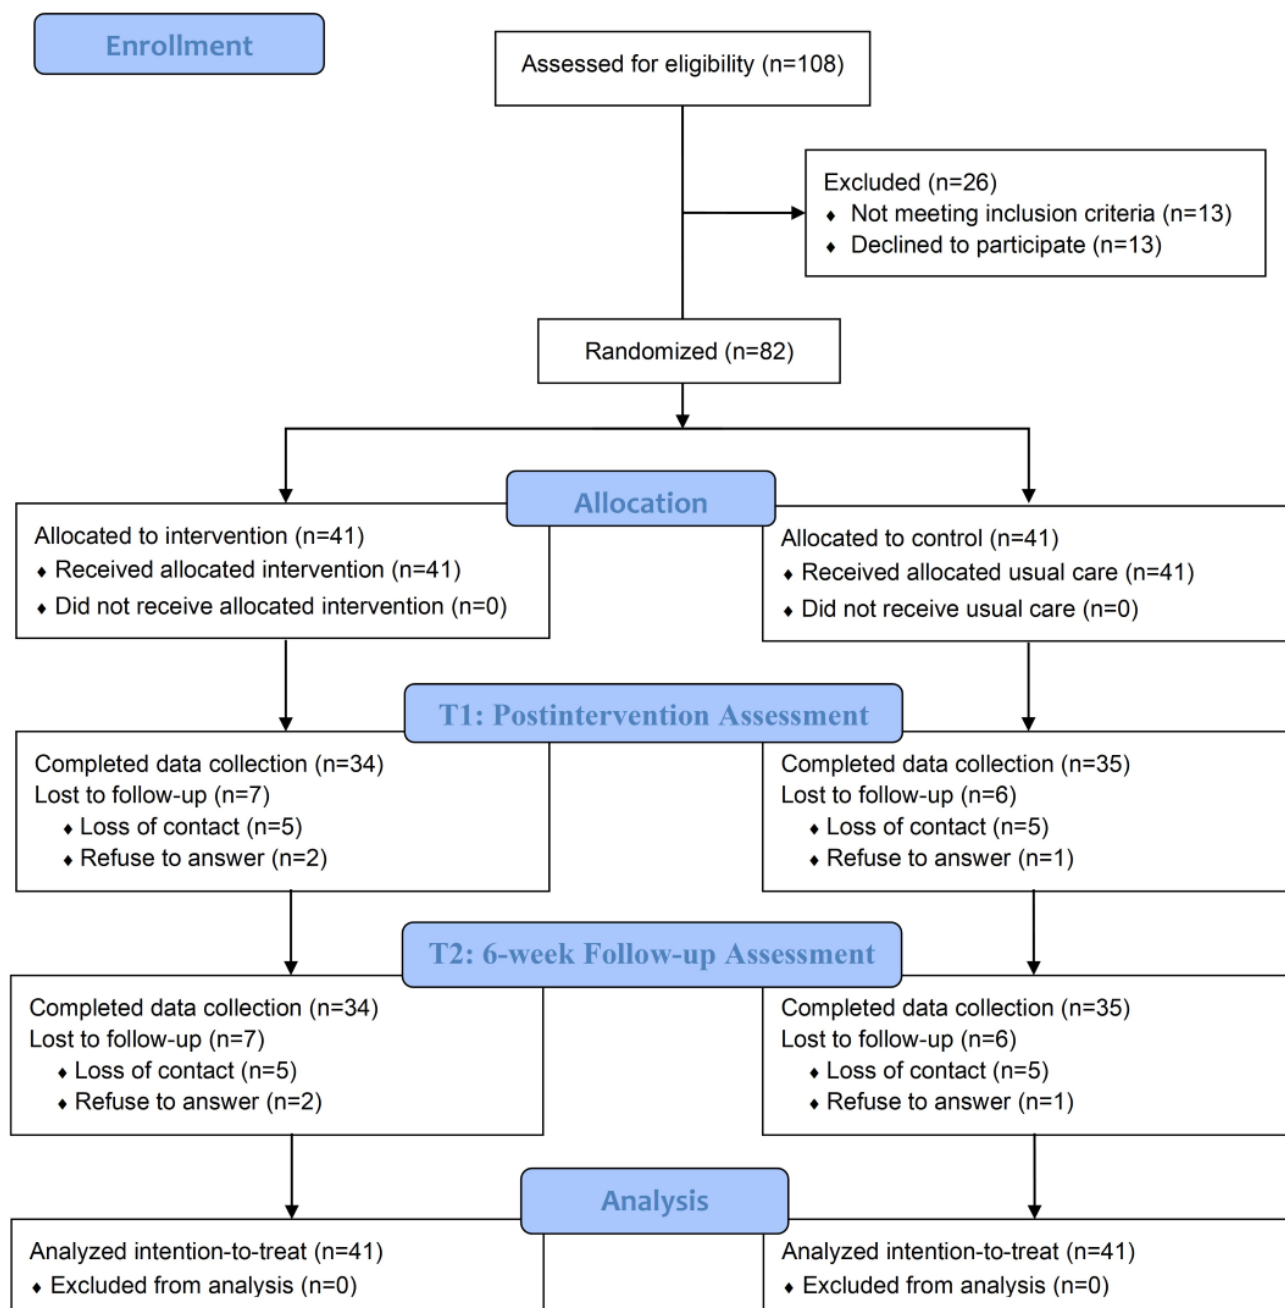 Enrollment
Assessed for eligibility (n=108)
Excluded (n=26)
♦ Not meeting inclusion criteria (n=13)
♦ Declined to participate (n=13)
Randomized (n=82)
Allocation
Allocated to intervention (n=41)
♦ Received allocated intervention (n=41)
♦ Did not receive allocated intervention (n=0)
Allocated to control (n=41)
♦ Received allocated usual care (n=41)
♦ Did not receive usual care (n=0)
T1: Postintervention Assessment
Completed data collection (n=34)
Lost to follow-up (n=7)
♦ Loss of contact (n=5)
♦ Refuse to answer (n=2)
Completed data collection (n=35)
Lost to follow-up (n=6)
♦ Loss of contact (n=5)
♦ Refuse to answer (n=1)
T2: 6-week Follow-up Assessment
Completed data collection (n=34)
Lost to follow-up (n=7)
♦ Loss of contact (n=5)
♦ Refuse to answer (n=2)
Completed data collection (n=35)
Lost to follow-up (n=6)
♦ Loss of contact (n=5)
♦ Refuse to answer (n=1)
Analysis
Analyzed intention-to-treat (n=41)
♦ Excluded from analysis (n=0)
Analyzed intention-to-treat (n=41)
♦ Excluded from analysis (n=0)